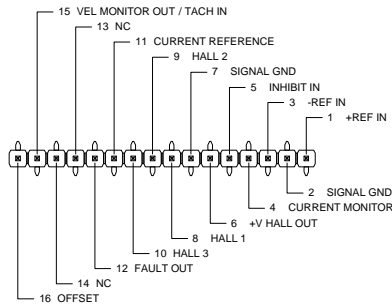 15 VEL MONITOR OUT / TACH IN
13 NC
11 CURRENT REFERENCE
9 HALL 2
7 SIGNAL GND
5 INHIBIT IN
3 -REF IN
1 +REF IN
2 SIGNAL GND
4 CURRENT MONITOR
6 +V HALL OUT
8 HALL 1
10 HALL 3
12 FAULT OUT
14 NC
16 OFFSET